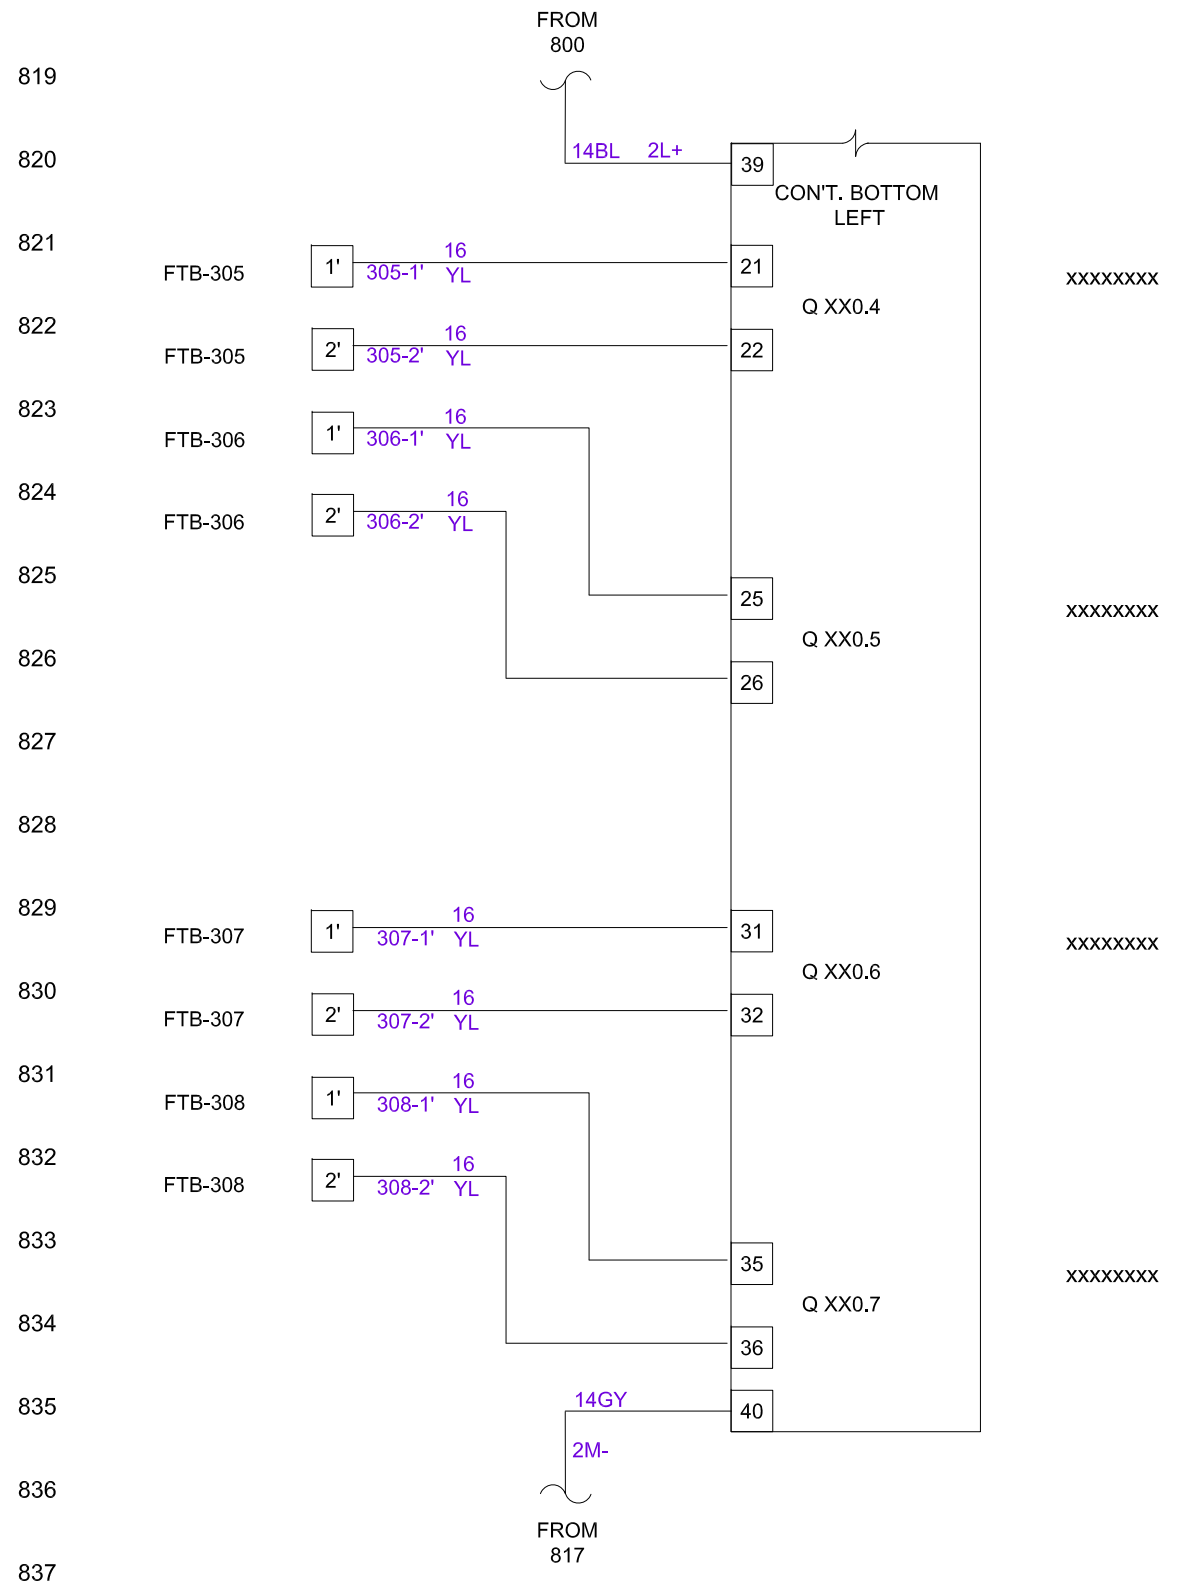 FROM
800
819
820
14BL 2L+ 39
CON'T. BOTTOM
LEFT
821
FTB-305 1' 305-1' 16 YL 21 xxxxxxxx
Q XX0.4
822
FTB-305 2' 305-2' 16 YL 22
823
FTB-306 1' 306-1' 16 YL
824
FTB-306 2' 306-2' 16 YL
825
25 xxxxxxxx
Q XX0.5
826
26
827
828
829
FTB-307 1' 307-1' 16 YL 31 xxxxxxxx
Q XX0.6
830
FTB-307 2' 307-2' 16 YL 32
831
FTB-308 1' 308-1' 16 YL
832
FTB-308 2' 308-2' 16 YL
833
35 xxxxxxxx
Q XX0.7
834
36
835
14GY 40
2M-
836
FROM
817
837